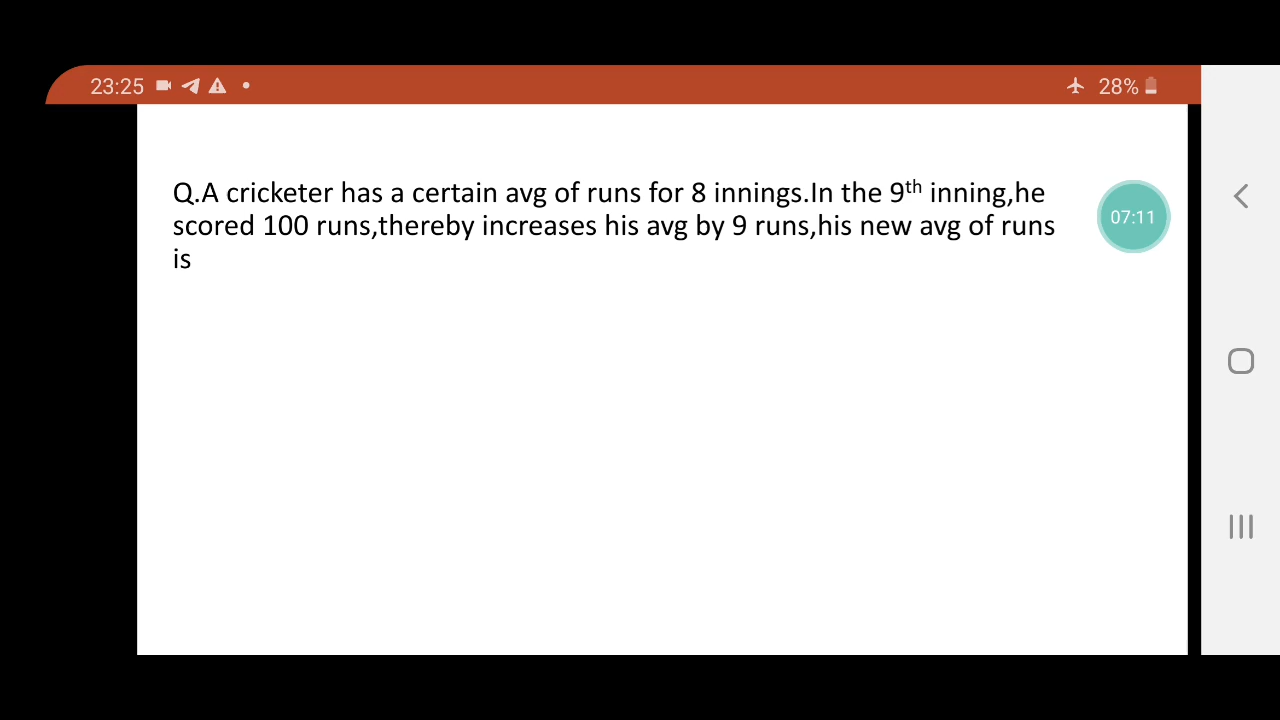 23:25
28%
Q.A cricketer has a certain avg of runs for 8 innings.In the 9th inning,he
scored 100 runs,thereby increases his avg by 9 runs,his new avg of runs
is
07:11